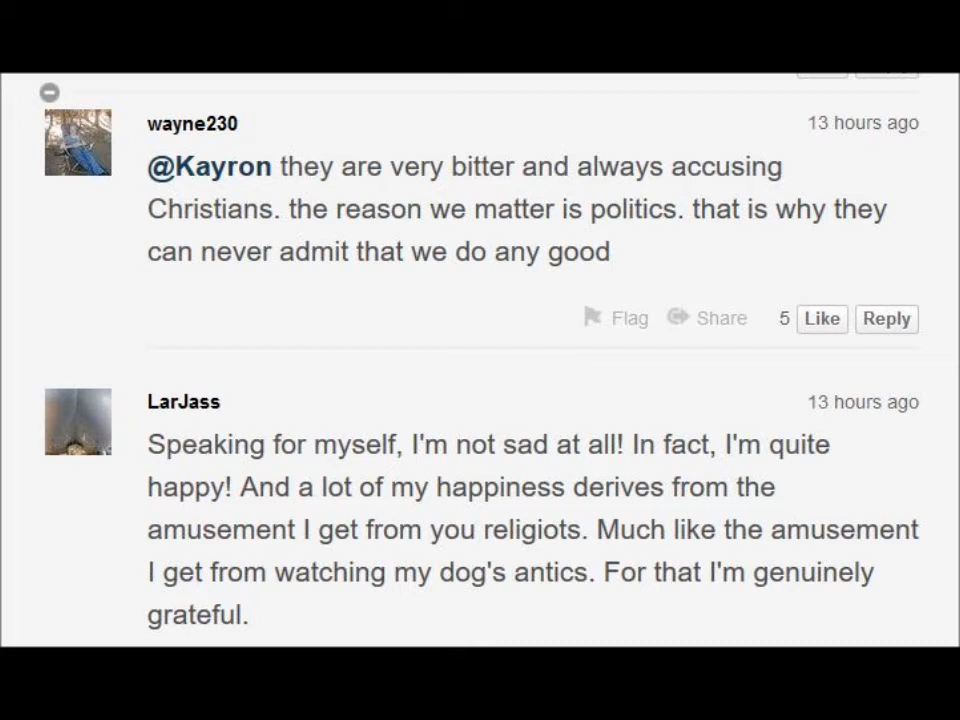 wayne230 13 hours ago
@Kayron they are very bitter and always accusing
Christians. the reason we matter is politics. that is why they
can never admit that we do any good
Flag Share 5 Like Reply
LarJass 13 hours ago
Speaking for myself, I'm not sad at all! In fact, I'm quite
happy! And a lot of my happiness derives from the
amusement I get from you religiots. Much like the amusement
I get from watching my dog's antics. For that I'm genuinely
grateful.